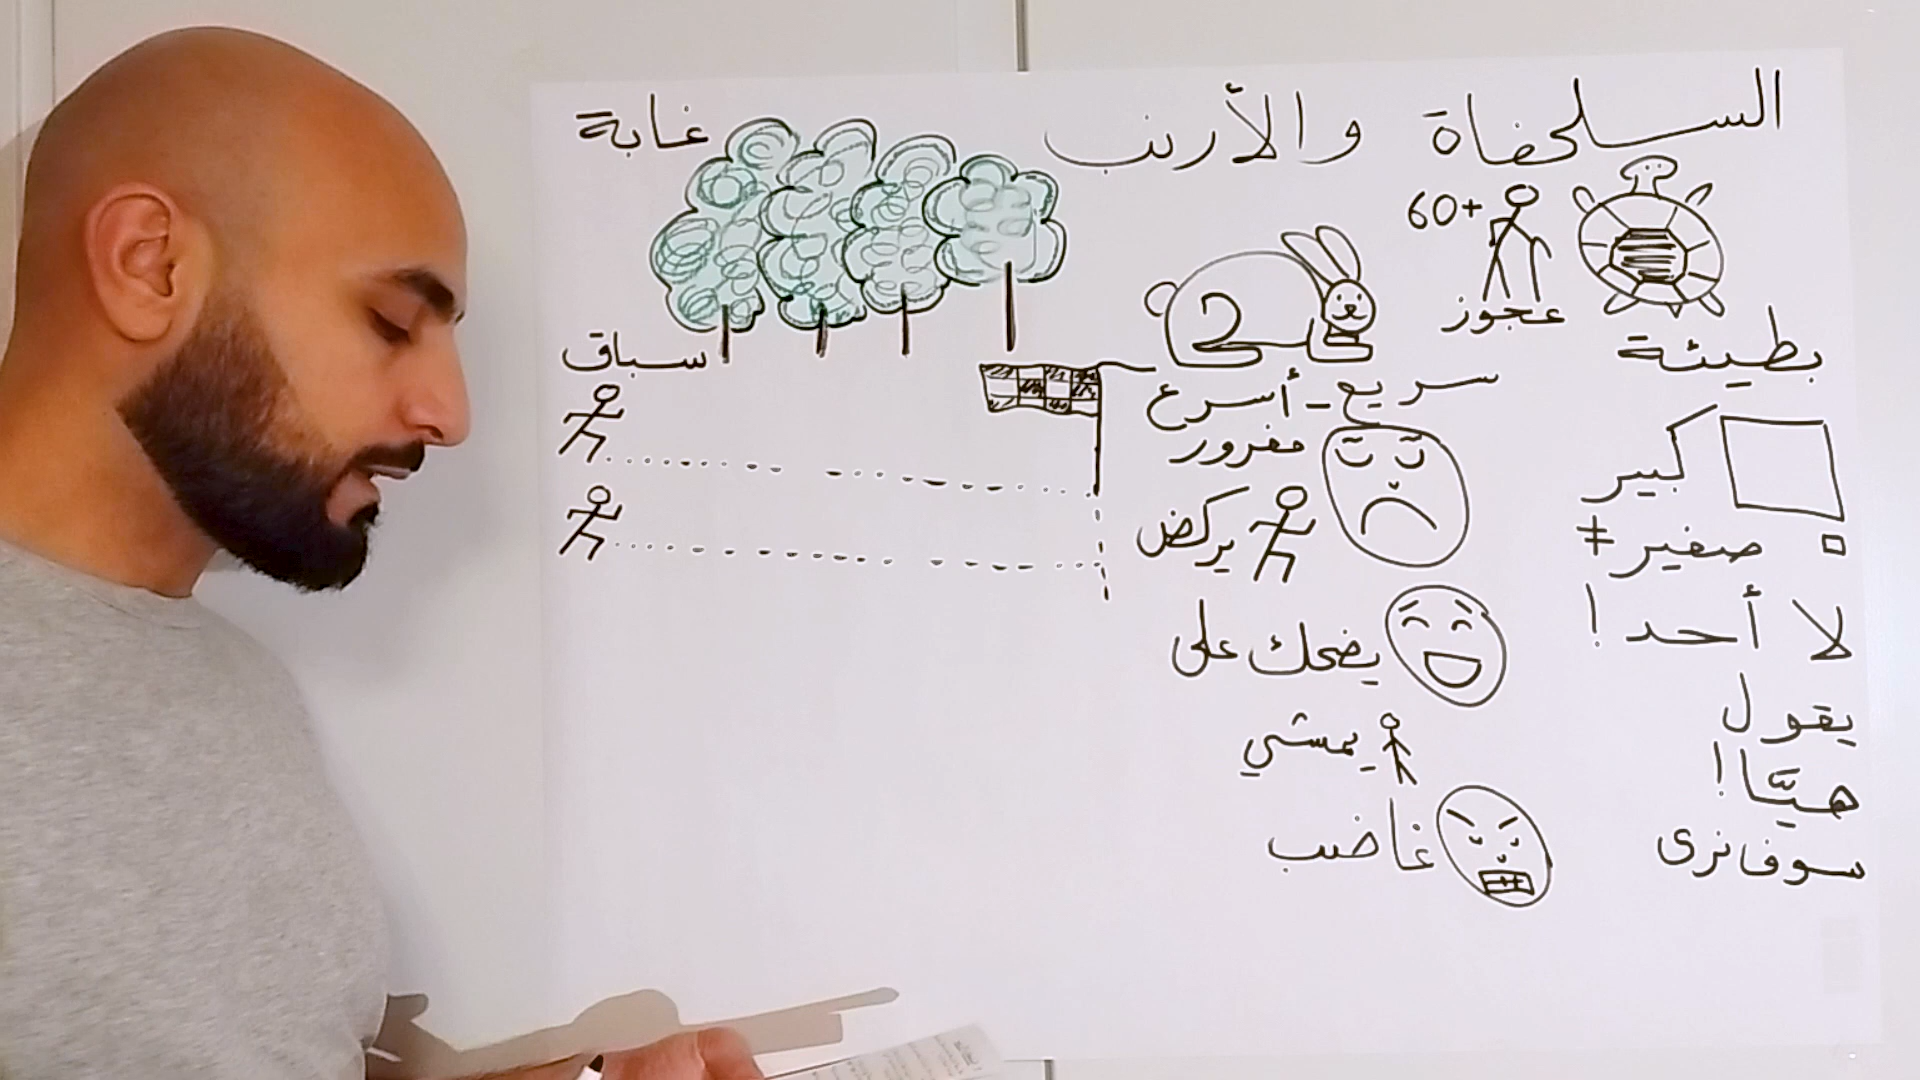 السلحفاة والأرنب
غابة
60+
عجوز
بطيئة
سباق
سريع - أسرع
مغرور
كبير
يركض
صغير ≠
لا أحد!
يضحك على
يقول
يمشي
هيّا!
غاضب
سوف نرى